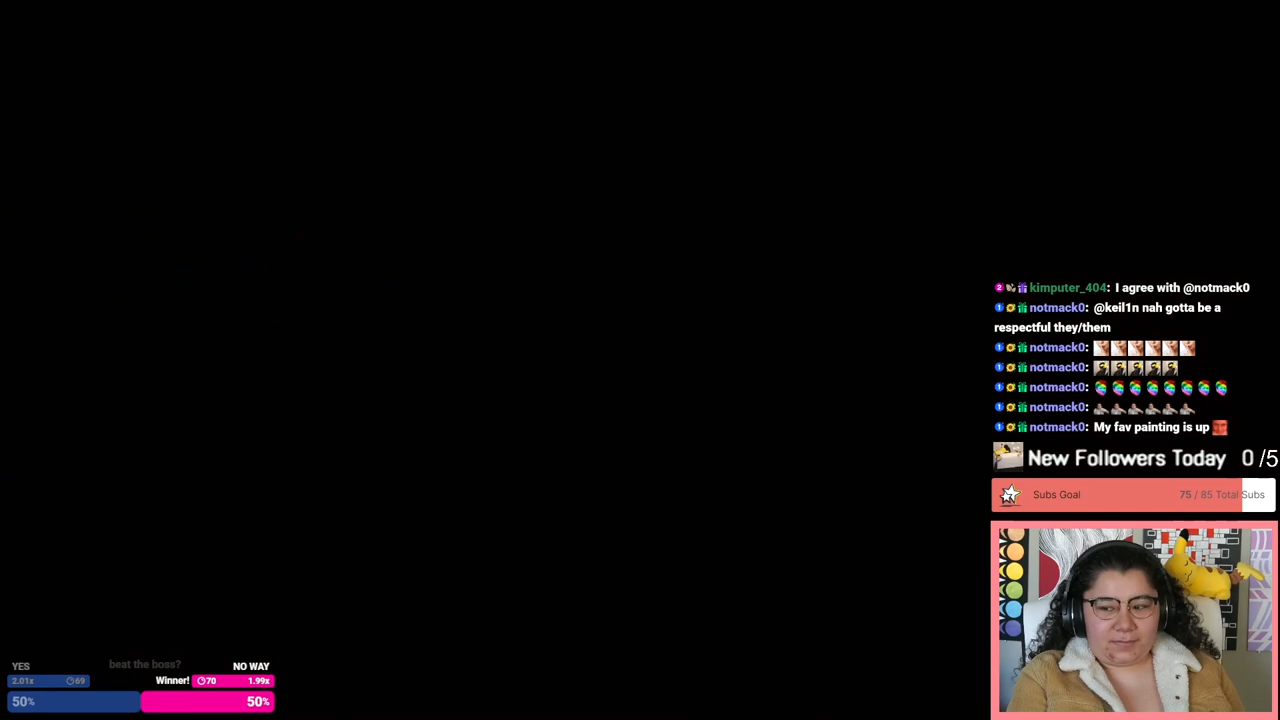 kimputer_404: I agree with @notmack0
notmack0: @keil1n nah gotta be a
respectful they/them
notmack0:
notmack0:
notmack0:
notmack0:
notmack0: My fav painting is up
New Followers Today 0 /5
Subs Goal 75 / 85 Total Subs
beat the boss?
YES NO WAY
2.01x 69 Winner! 70 1.99x
50% 50%